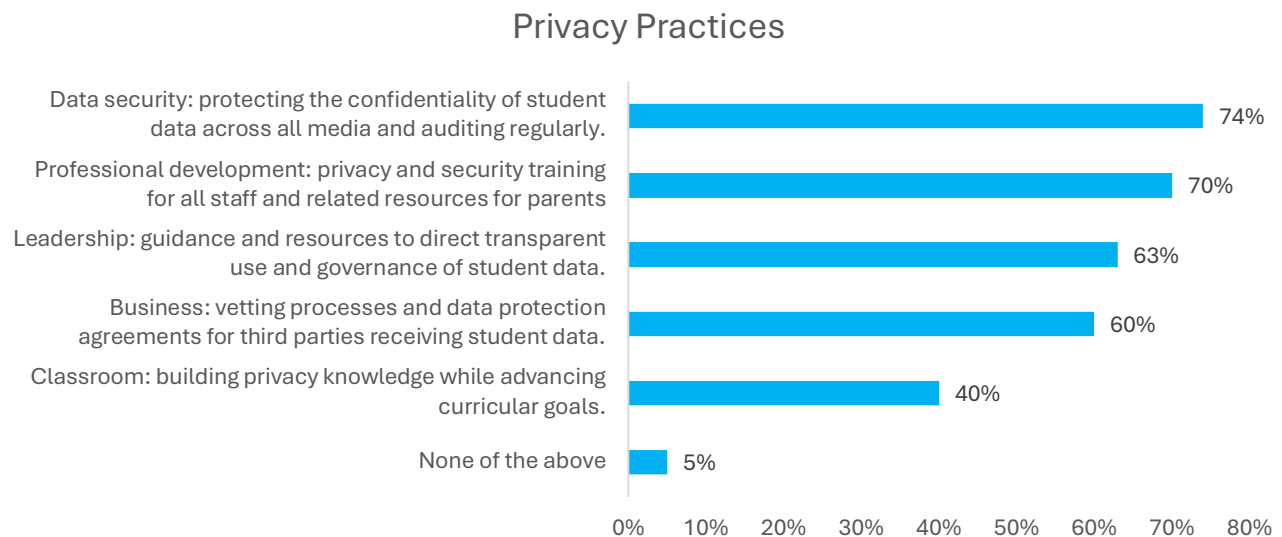 Privacy Practices
Data security: protecting the confidentiality of student
data across all media and auditing regularly.
74%
Professional development: privacy and security training
for all staff and related resources for parents
70%
Leadership: guidance and resources to direct transparent
use and governance of student data.
63%
Business: vetting processes and data protection
agreements for third parties receiving student data.
60%
Classroom: building privacy knowledge while advancing
curricular goals.
40%
None of the above
5%
0% 10% 20% 30% 40% 50% 60% 70% 80%